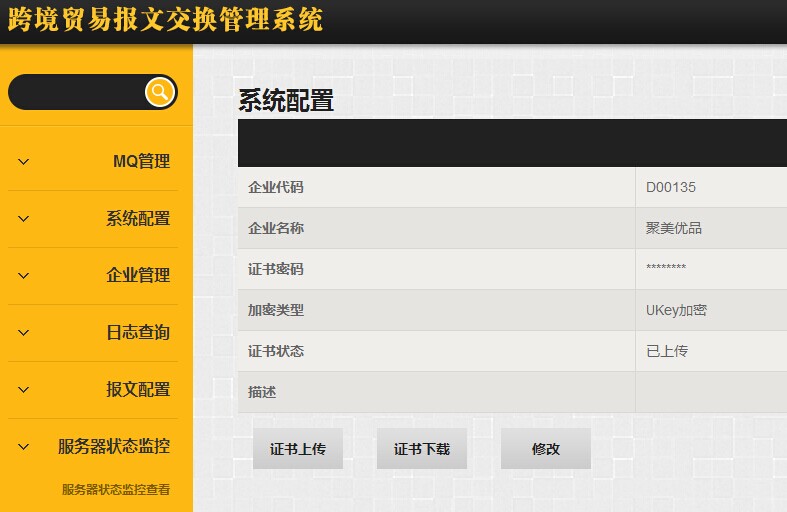 跨境贸易报文交换管理系统
MQ管理
系统配置
企业管理
日志查询
报文配置
服务器状态监控
服务器状态监控查看
系统配置
企业代码 D00135
企业名称 聚美优品
证书密码 ********
加密类型 UKey加密
证书状态 已上传
描述
证书上传 证书下载 修改